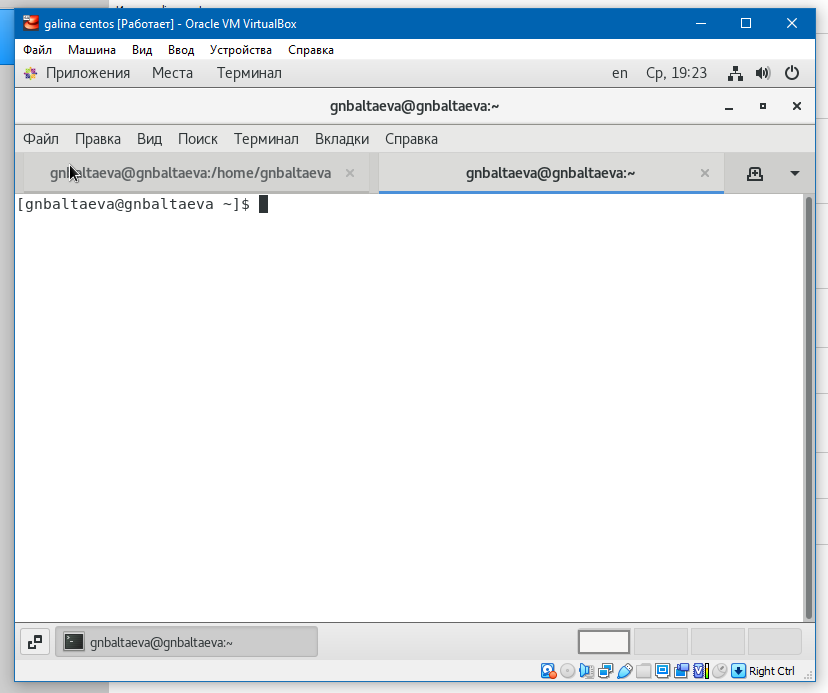 galina centos [Работает] - Oracle VM VirtualBox
Файл Машина Вид Ввод Устройства Справка
Приложения Места Терминал en Ср, 19:23
gnbaltaeva@gnbaltaeva:~
Файл Правка Вид Поиск Терминал Вкладки Справка
gnbaltaeva@gnbaltaeva:/home/gnbaltaeva gnbaltaeva@gnbaltaeva:~
[gnbaltaeva@gnbaltaeva ~]$
gnbaltaeva@gnbaltaeva:~
Right Ctrl